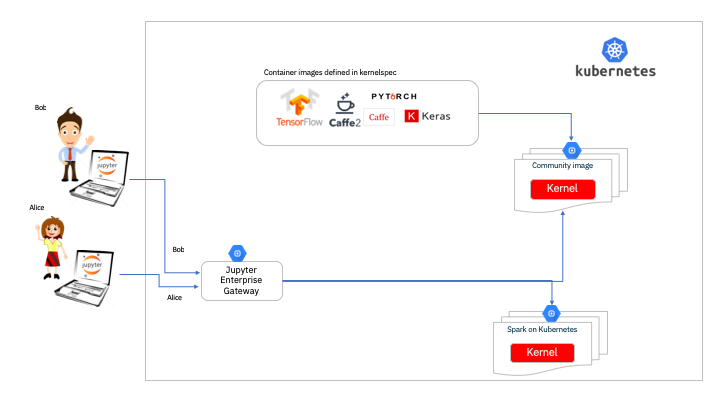 kubernetes
Container images defined in kernelspec
PYTORCH
TensorFlow
Caffe2
Caffe
K Keras
Bob
jupyter
Community image
Kernel
Alice
jupyter
Bob
Jupyter
Enterprise
Gateway
Alice
Spark on Kubernetes
Kernel